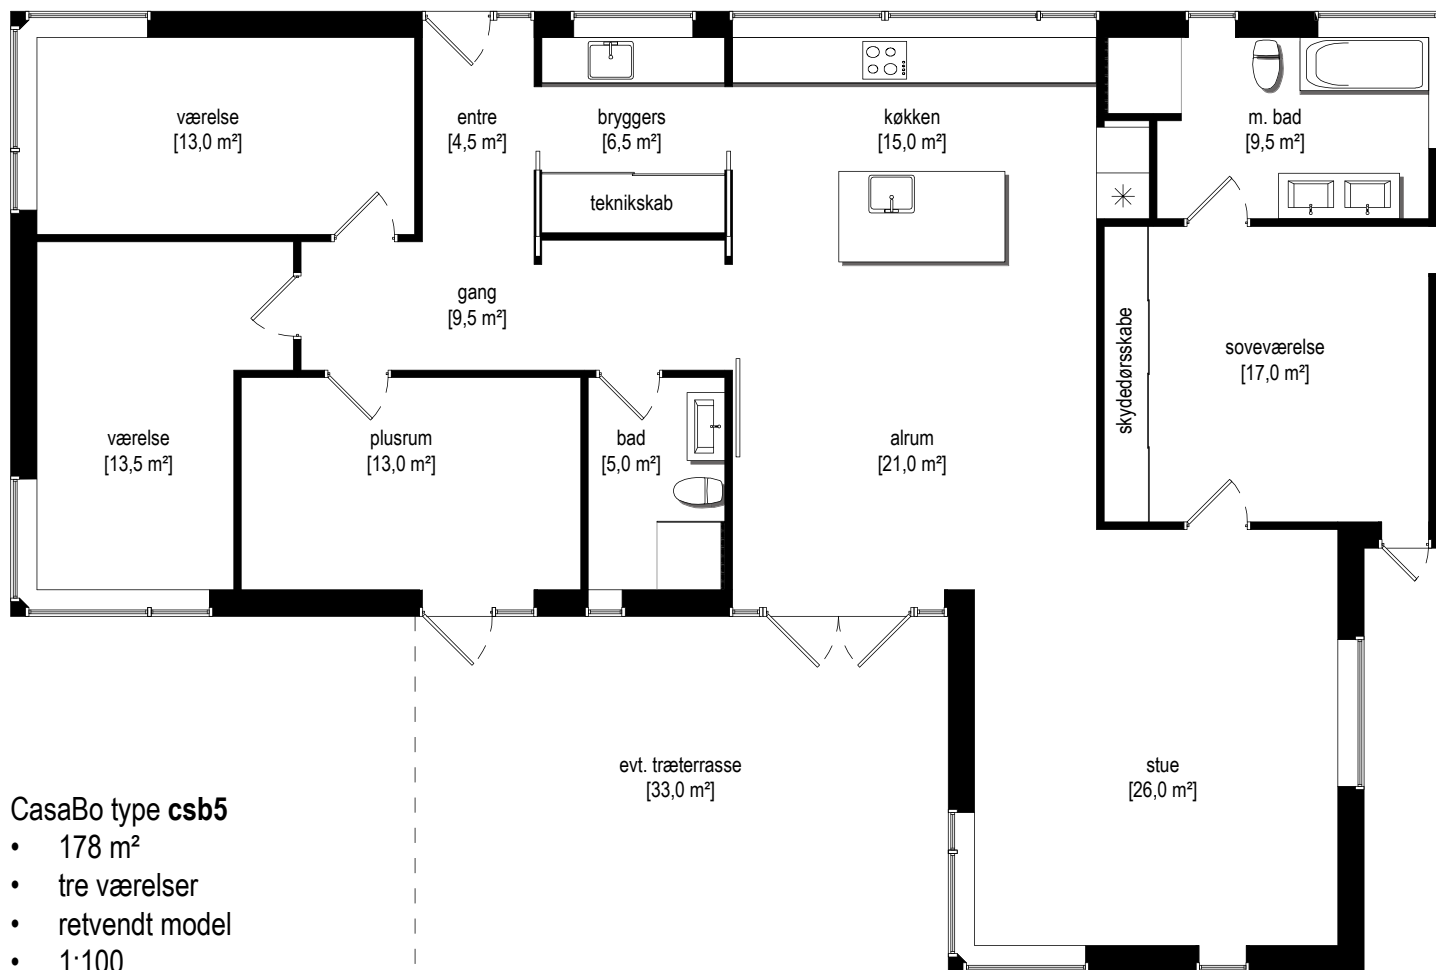 værelse
[13,0 m²]
entre
[4,5 m²]
bryggers
[6,5 m²]
køkken
[15,0 m²]
m. bad
[9,5 m²]
teknikskab
gang
[9,5 m²]
skydedørsskabe
soveværelse
[17,0 m²]
værelse
[13,5 m²]
plusrum
[13,0 m²]
bad
[5,0 m²]
alrum
[21,0 m²]
evt. træterrasse
[33,0 m²]
stue
[26,0 m²]
CasaBo type csb5
• 178 m²
• tre værelser
• retvendt model
• 1:100